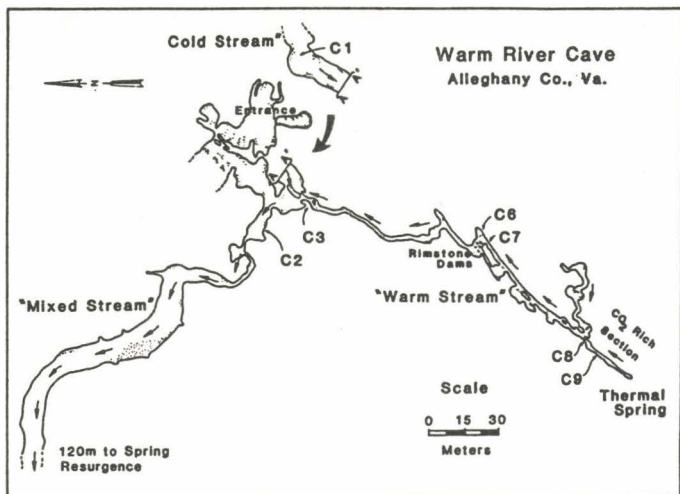 Cold Stream"
C1
Warm River Cave
Alleghany Co., Va.
N
Entrance
C6
C7
C3
C2
Rimstone
Dams
"Mixed Stream"
"Warm Stream"
CO2 Rich
Section
C8
C9
Thermal
Spring
Scale
0 15 30
Meters
120m to Spring
Resurgence